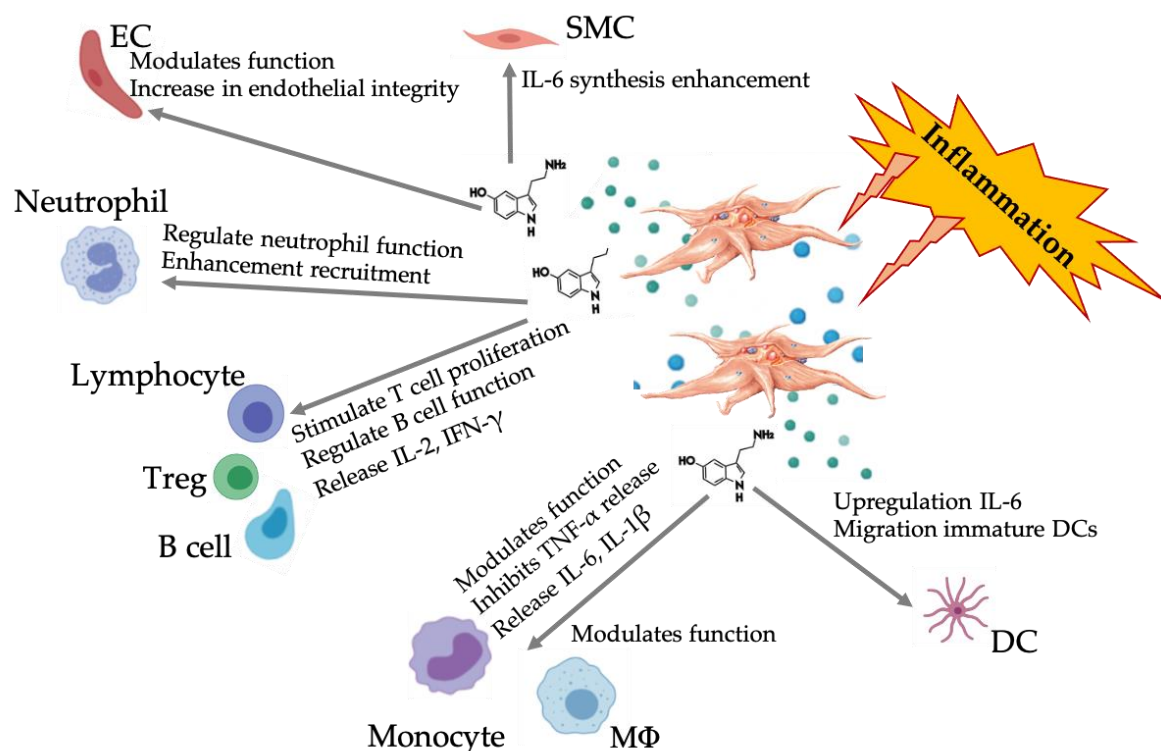 EC
Modulates function
Increase in endothelial integrity
SMC
IL-6 synthesis enhancement
Inflammation
NH₂
HO
N
H
Neutrophil
Regulate neutrophil function
Enhancement recruitment
HO
N
H
Lymphocyte
Treg
B cell
Stimulate T cell proliferation
Regulate B cell function
Release IL-2, IFN-γ
NH₂
HO
N
H
Modulates function
Inhibits TNF-α release
Release IL-6, IL-1β
Upregulation IL-6
Migration immature DCs
DC
Modulates function
Monocyte
MΦ